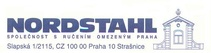 NORDSTAHL
SPOLEČNOST S RUČENÍM OMEZENÝM PRAHA
Slapská 1/2115, CZ 100 00 Praha 10 Strašnice